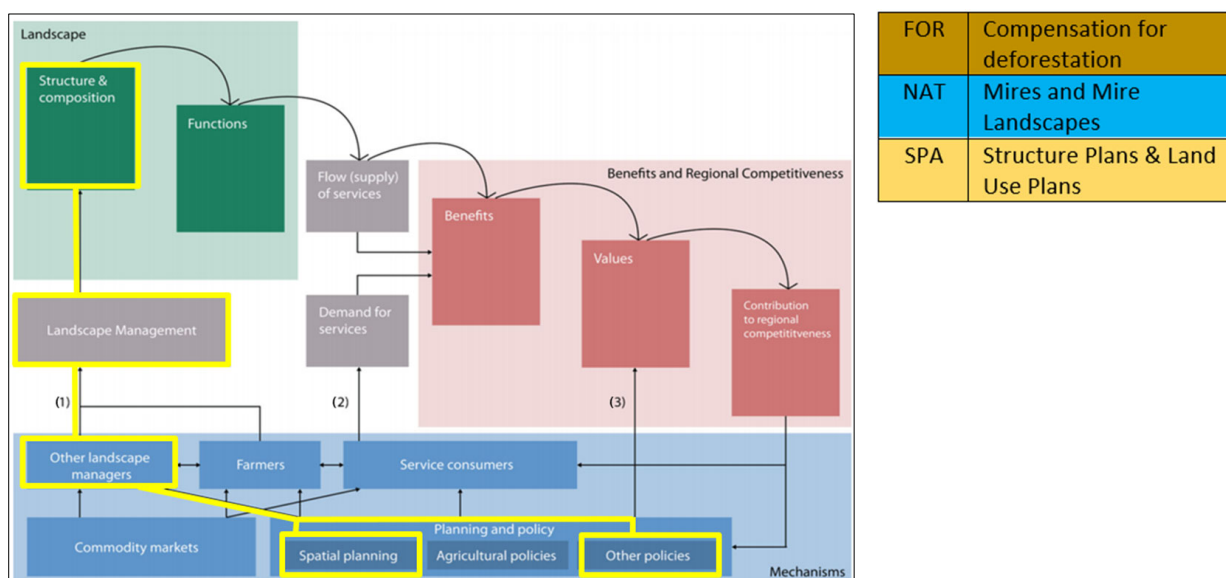 Landscape
Structure &
composition
Functions
Flow (supply)
of services
Benefits and Regional Competitiveness
Benefits
Values
Contribution
to regional
competititveness
Landscape Management
Demand for
services
(1)
(2)
(3)
Other landscape
managers
Farmers
Service consumers
Commodity markets
Planning and policy
Spatial planning
Agricultural policies
Other policies
Mechanisms
FOR
Compensation for
deforestation
NAT
Mires and Mire
Landscapes
SPA
Structure Plans & Land
Use Plans